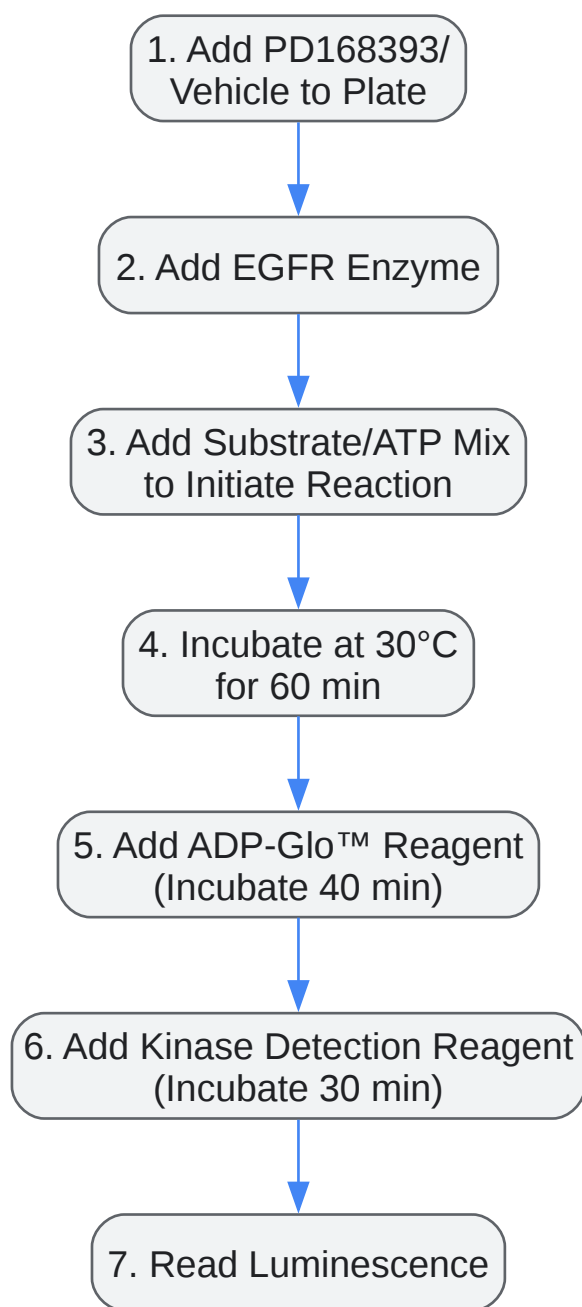 1. Add PD168393/
Vehicle to Plate
2. Add EGFR Enzyme
3. Add Substrate/ATP Mix
to Initiate Reaction
4. Incubate at 30°C
for 60 min
5. Add ADP-Glo™ Reagent
(Incubate 40 min)
6. Add Kinase Detection Reagent
(Incubate 30 min)
7. Read Luminescence